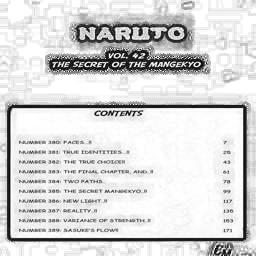 NARUTO
VOL. 42
THE SECRET OF THE MANGEKYO
CONTENTS
NUMBER 380: FACES...!! 7
NUMBER 381: TRUE IDENTITIES...!! 25
NUMBER 382: THE TRUE CHOICE!! 43
NUMBER 383: THE FINAL CHAPTER, AND...!! 61
NUMBER 384: TWO PATHS.. 79
NUMBER 385: THE SECRET MANGEKYO..!! 99
NUMBER 386: NEW LIGHT..!! 117
NUMBER 387: REALITY..!! 135
NUMBER 388: VARIANCE OF STRENGTH..!! 153
NUMBER 389: SASUKE'S FLOW!! 171